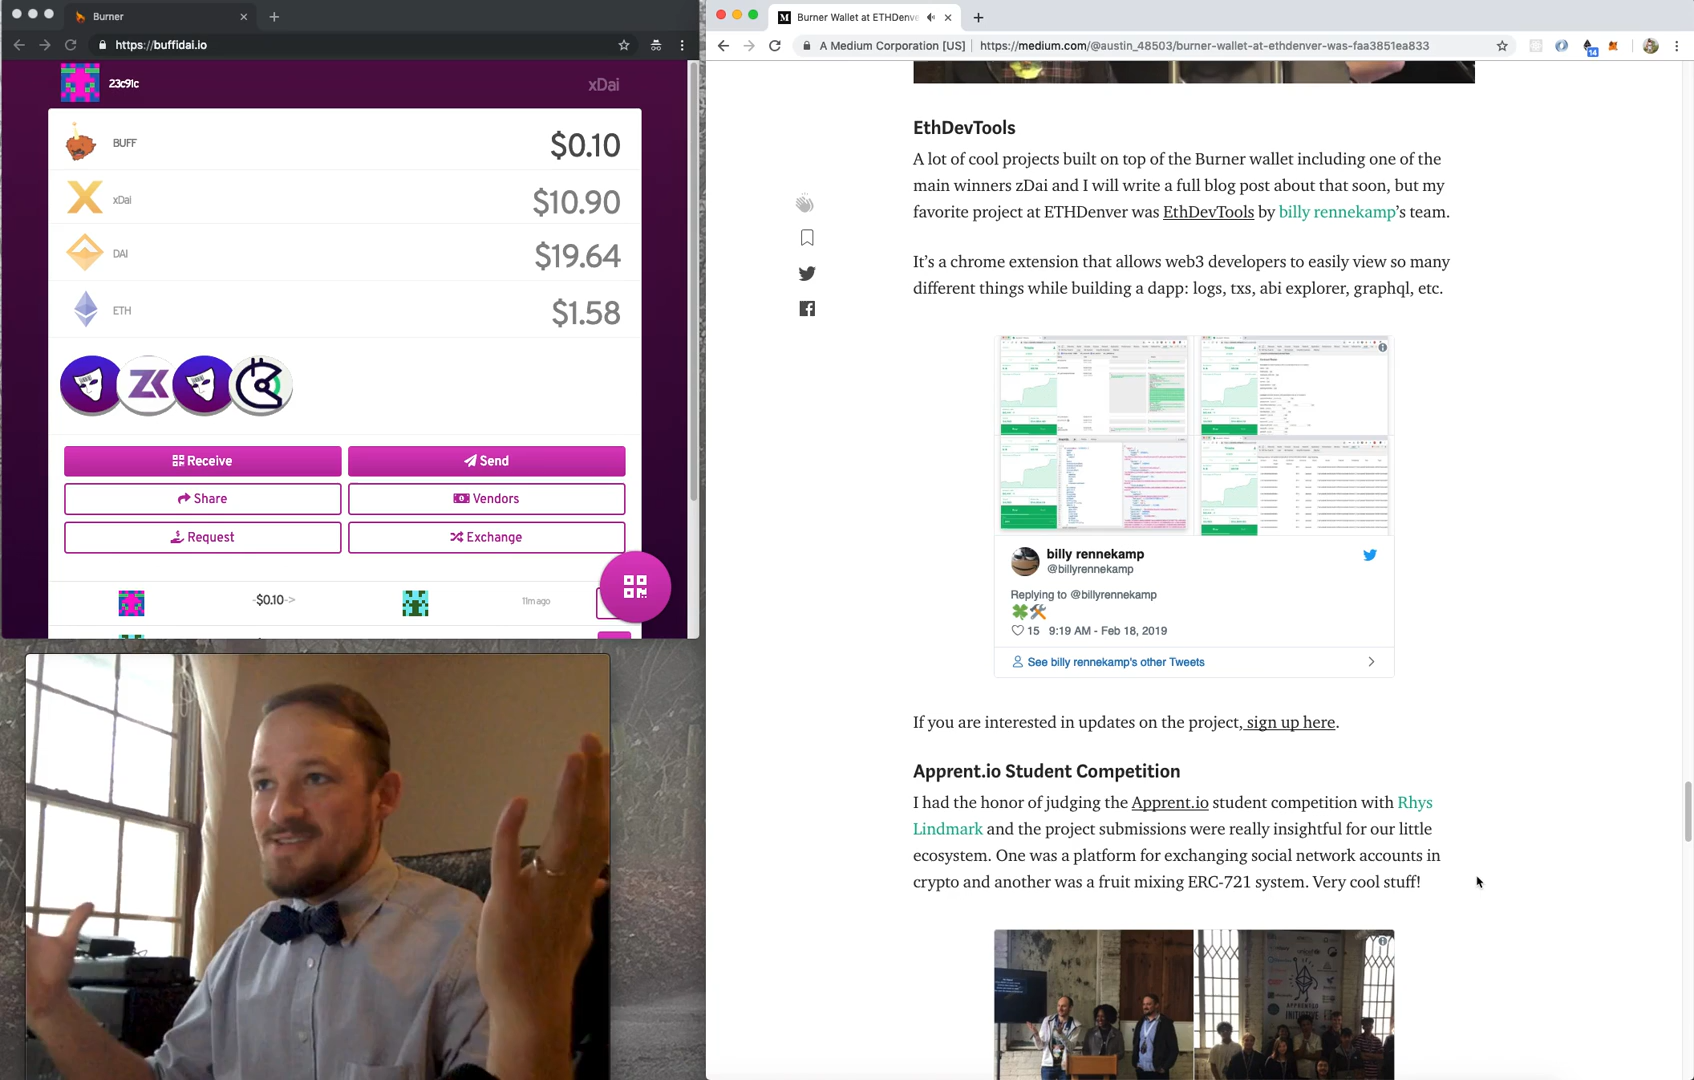 Burner
https://buffidai.io
23c91c
xDai
BUFF
$0.10
xDai
$10.90
DAI
$19.64
ETH
$1.58
Receive
Send
Share
Vendors
Request
Exchange
-$0.10->
11m ago
Burner Wallet at ETHDenve
A Medium Corporation [US]
https://medium.com/@austin_48503/burner-wallet-at-ethdenver-was-faa3851ea833
14
EthDevTools
A lot of cool projects built on top of the Burner wallet including one of the
main winners zDai and I will write a full blog post about that soon, but my
favorite project at ETHDenver was EthDevTools by billy rennekamp’s team.
It’s a chrome extension that allows web3 developers to easily view so many
different things while building a dapp: logs, txs, abi explorer, graphql, etc.
billy rennekamp
@billyrennekamp
Replying to @billyrennekamp
15 9:19 AM - Feb 18, 2019
See billy rennekamp's other Tweets
If you are interested in updates on the project, sign up here.
Apprent.io Student Competition
I had the honor of judging the Apprent.io student competition with Rhys
Lindmark and the project submissions were really insightful for our little
ecosystem. One was a platform for exchanging social network accounts in
crypto and another was a fruit mixing ERC-721 system. Very cool stuff!